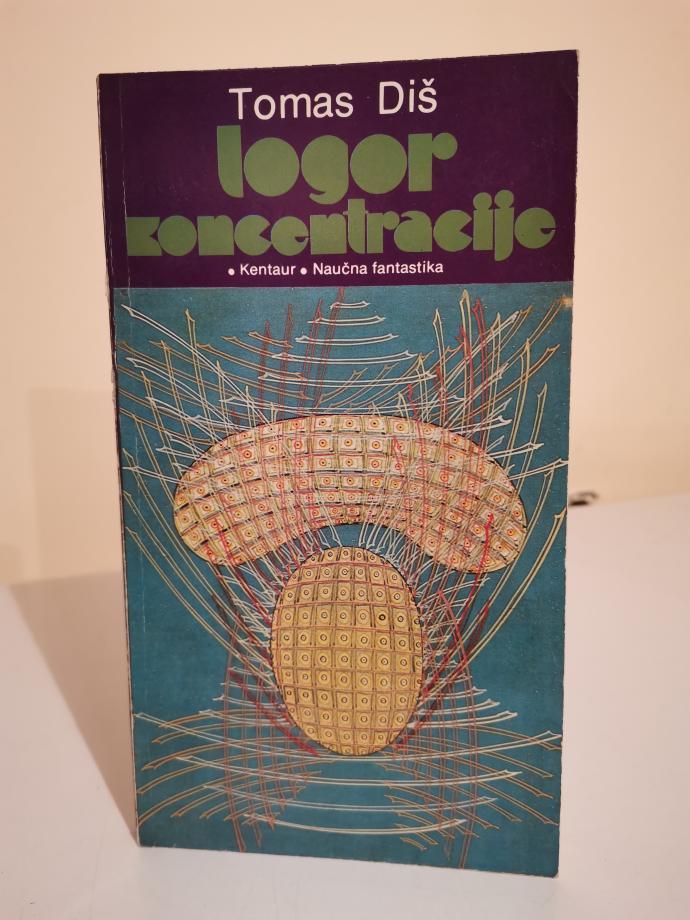 Tomas Diš
logor
koncentracije
• Kentaur • Naučna fantastika